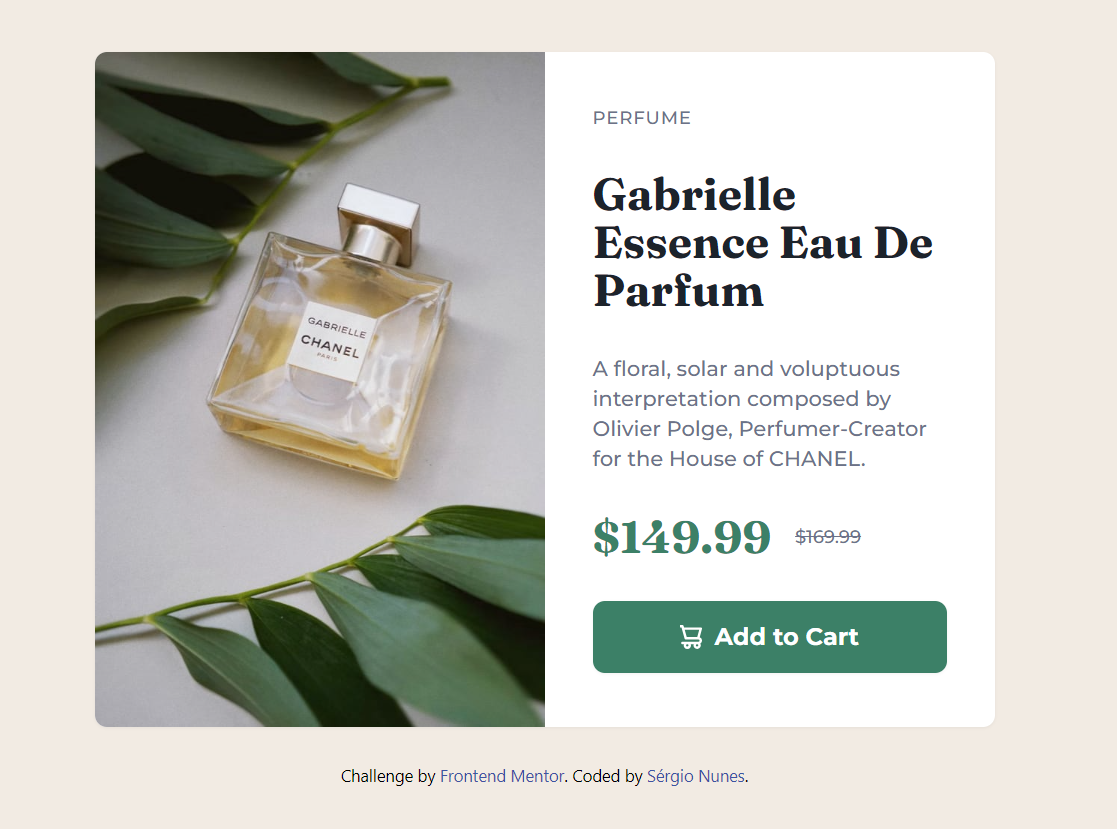 GABRIELLE
CHANEL
PARIS
PERFUME
Gabrielle
Essence Eau De
Parfum
A floral, solar and voluptuous
interpretation composed by
Olivier Polge, Perfumer-Creator
for the House of CHANEL.
$149.99 $169.99
Add to Cart
Challenge by Frontend Mentor. Coded by Sérgio Nunes.